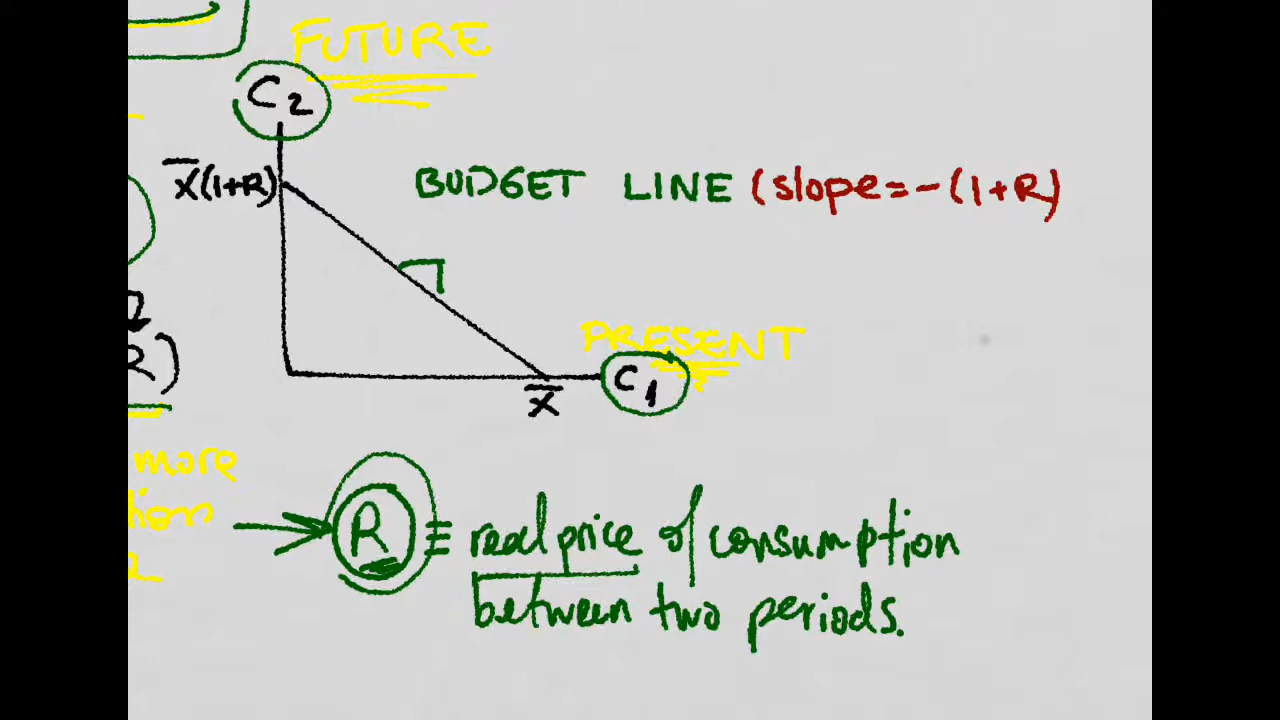 FUTURE
C2
x̄(1+R)
BUDGET LINE (slope=-(1+R)
R)
PRESENT
x̄
C1
more
R ≡ real price of consumption
between two periods.